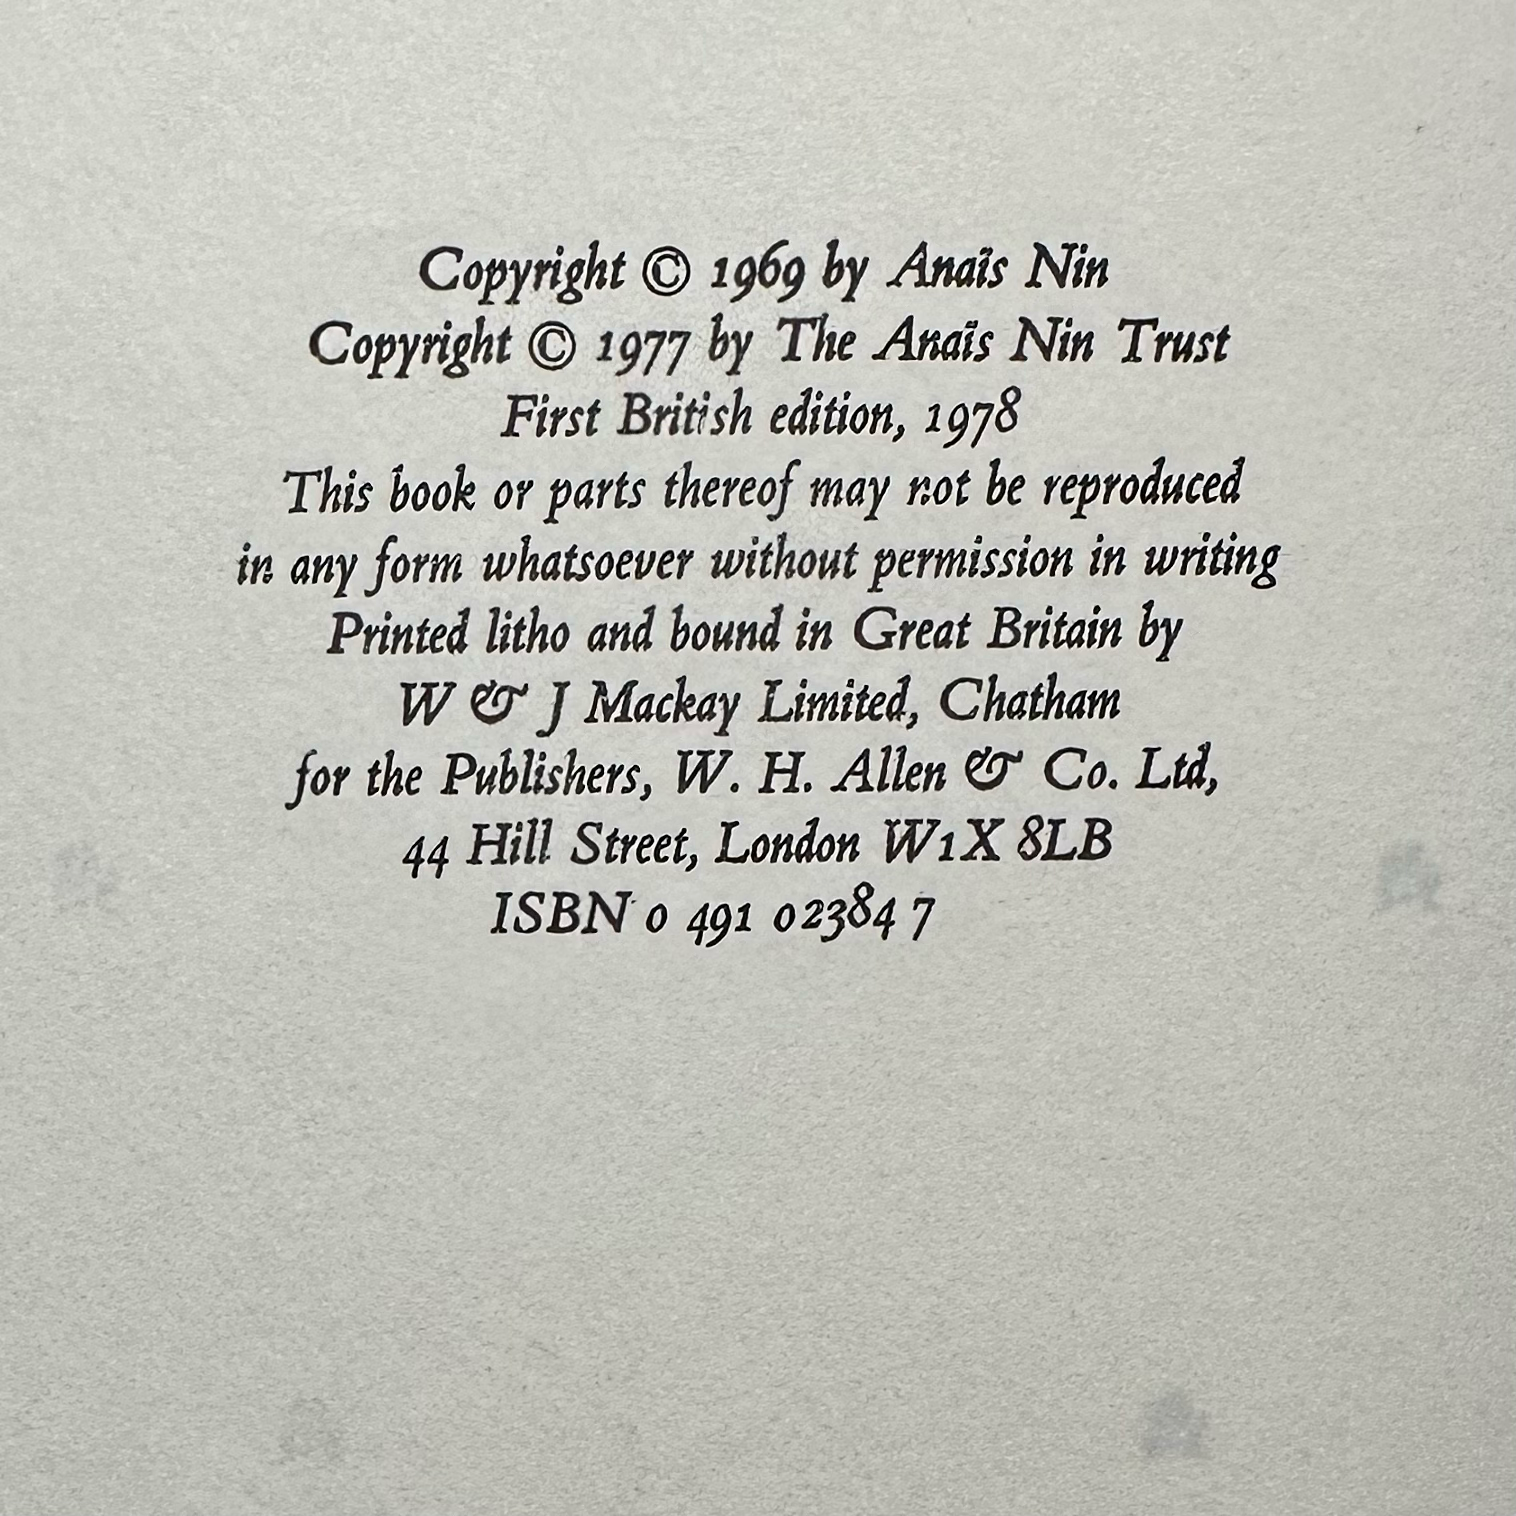 Copyright © 1969 by Anaïs Nin
Copyright © 1977 by The Anaïs Nin Trust
First British edition, 1978
This book or parts thereof may not be reproduced
in any form whatsoever without permission in writing
Printed litho and bound in Great Britain by
W & J Mackay Limited, Chatham
for the Publishers, W. H. Allen & Co. Ltd,
44 Hill Street, London W1X 8LB
ISBN 0 491 02384 7